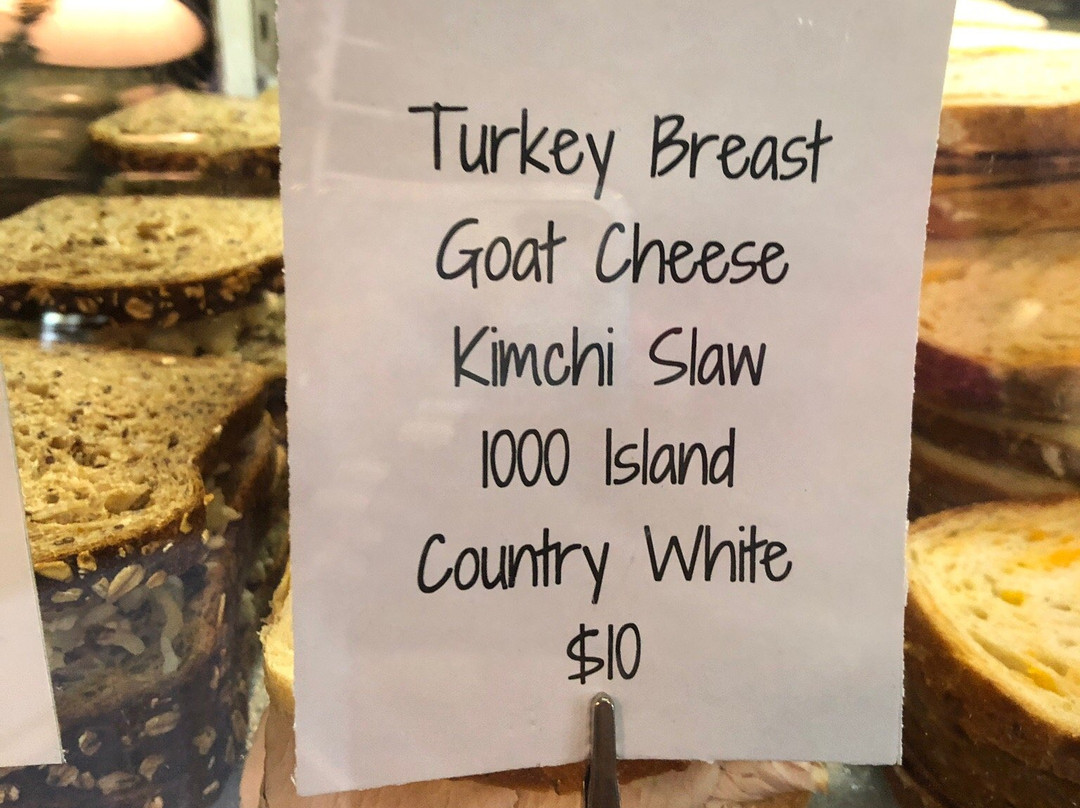 Turkey Breast
Goat Cheese
Kimchi Slaw
1000 Island
Country White
$10